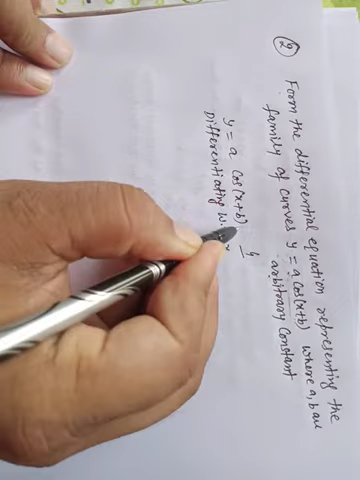 ② Form the differential equation representing the
family of curves y = a cos(x+b) where a, b are
arbitrary constant
y = a cos(x+b)
Differentiating w